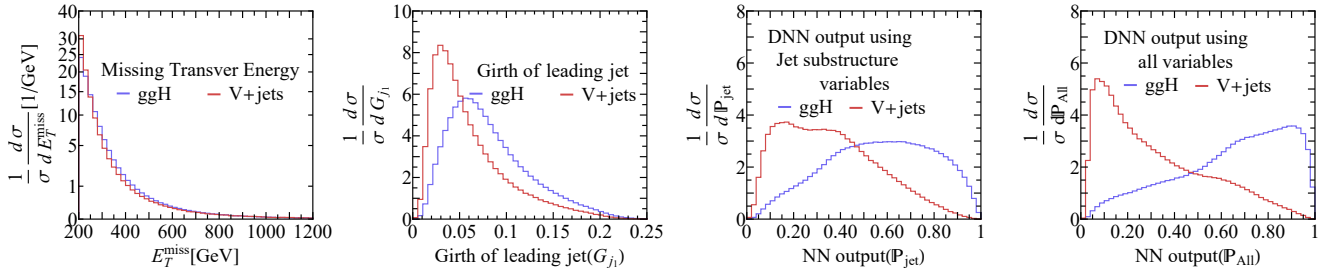 1/σ dσ/dE_T^miss [1/GeV]
31
25
20
15
10
5
1
0
Missing Transver Energy
ggH V+jets
200 400 600 800 1000 1200
E_T^miss[GeV]
1/σ dσ/dG_j₁
10
8
6
4
2
0
Girth of leading jet
ggH V+jets
0 0.05 0.1 0.15 0.2 0.25
Girth of leading jet(G_j₁)
1/σ dσ/dℙ_jet
8
6
4
2
0
DNN output using
Jet substructure
variables
ggH V+jets
0 0.20 0.40 0.60 0.80 1
NN output(ℙ_jet)
1/σ dσ/dℙ_All
8
6
4
2
0
DNN output using
all variables
ggH V+jets
0 0.20 0.40 0.60 0.80 1
NN output(ℙ_All)